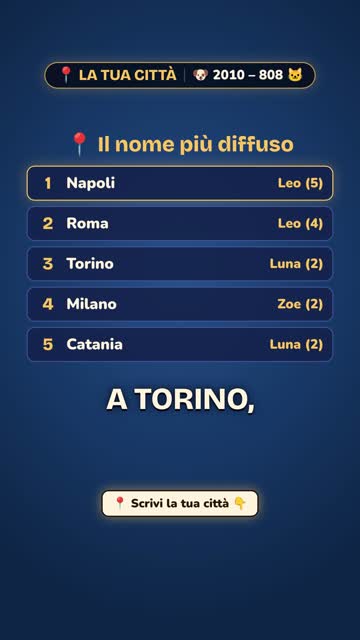 📍 LA TUA CITTÀ | 🐶 2010 – 808 🐱
📍 Il nome più diffuso
1 Napoli Leo (5)
2 Roma Leo (4)
3 Torino Luna (2)
4 Milano Zoe (2)
5 Catania Luna (2)
A TORINO,
📍 Scrivi la tua città 👇